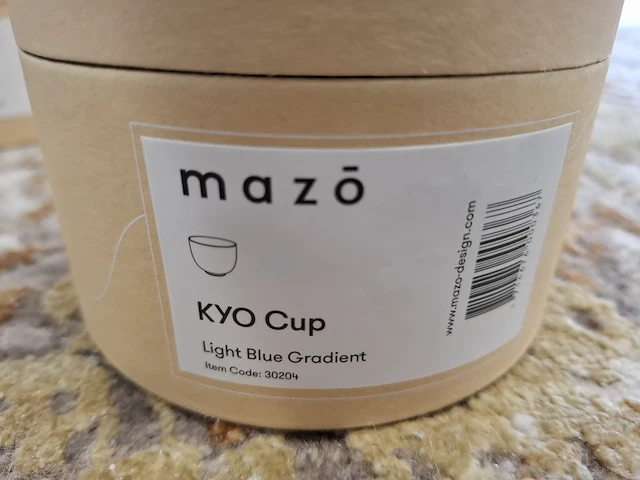 mazō
KYO Cup
Light Blue Gradient
Item Code: 30204
www.mazo-design.com